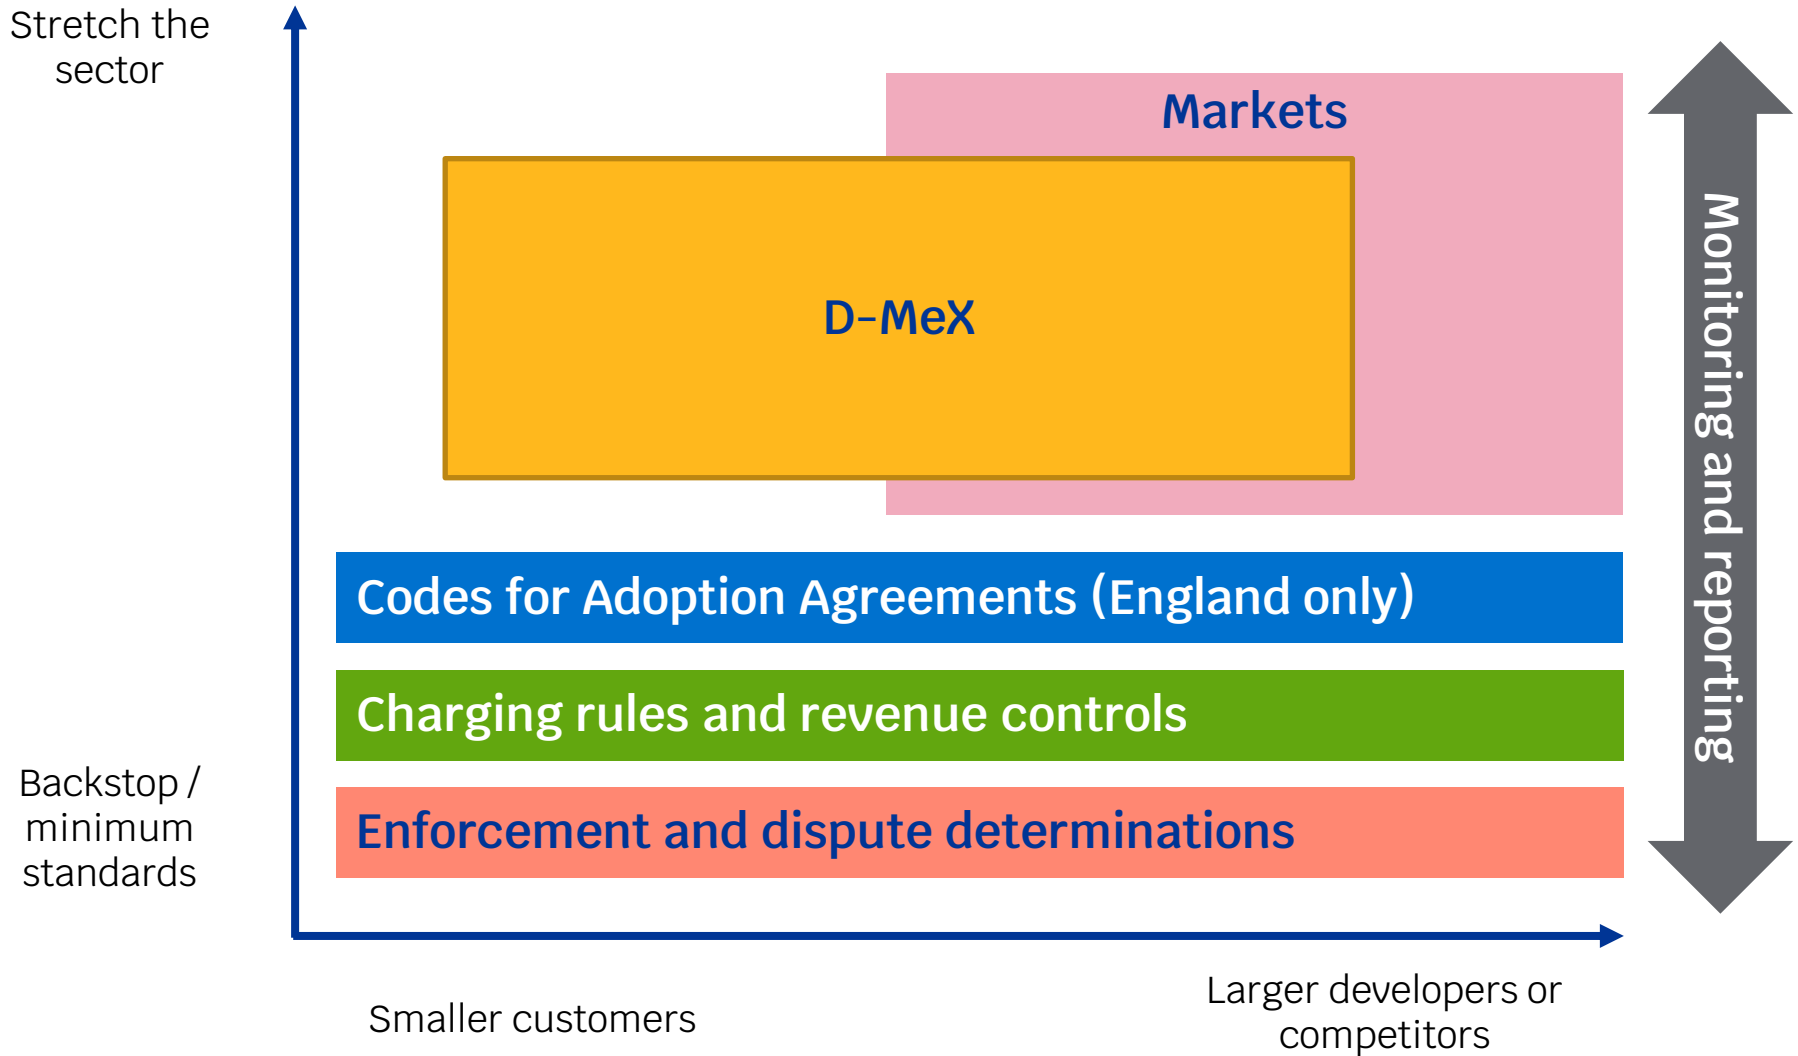 Stretch the
sector
Markets
D-MeX
Monitoring and reporting
Codes for Adoption Agreements (England only)
Charging rules and revenue controls
Backstop /
minimum
standards
Enforcement and dispute determinations
Smaller customers
Larger developers or
competitors